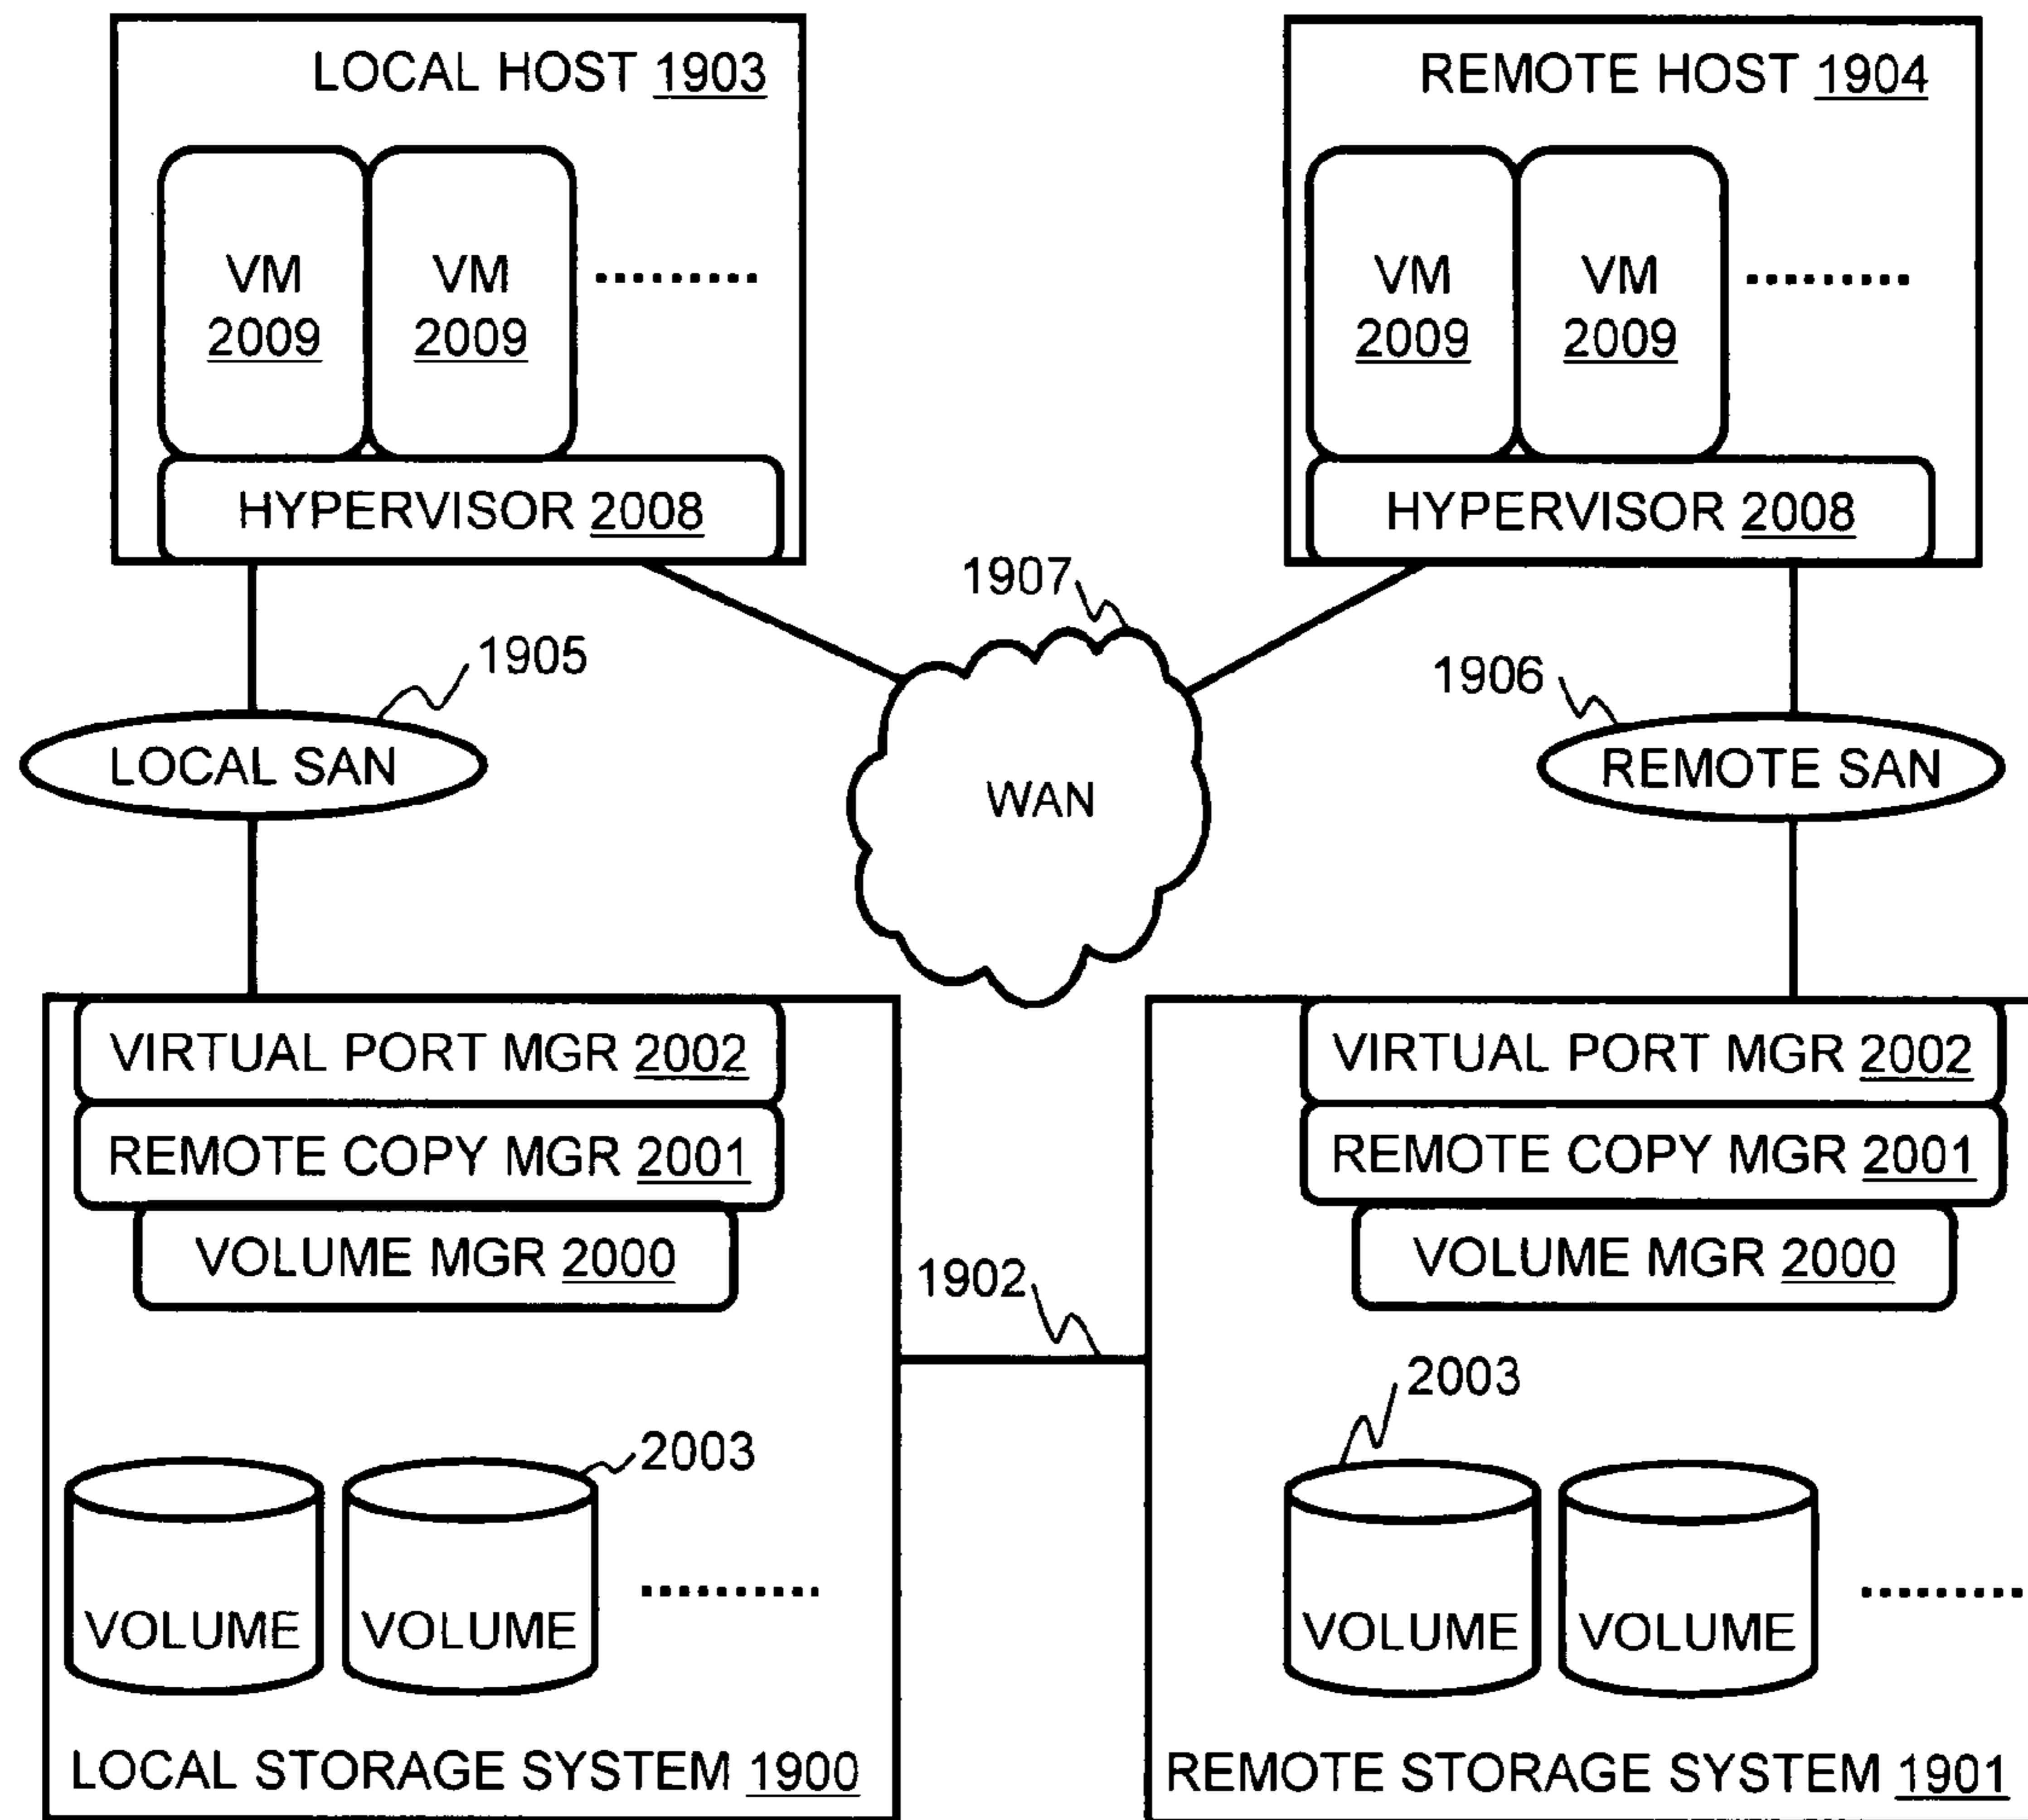 LOCAL HOST 1903
REMOTE HOST 1904
VM
2009
VM
2009
.........
VM
2009
VM
2009
.........
HYPERVISOR 2008
HYPERVISOR 2008
1907
1905
1906
LOCAL SAN
WAN
REMOTE SAN
VIRTUAL PORT MGR 2002
VIRTUAL PORT MGR 2002
REMOTE COPY MGR 2001
REMOTE COPY MGR 2001
VOLUME MGR 2000
VOLUME MGR 2000
1902
2003
2003
VOLUME
VOLUME
..........
VOLUME
VOLUME
.........
LOCAL STORAGE SYSTEM 1900
REMOTE STORAGE SYSTEM 1901